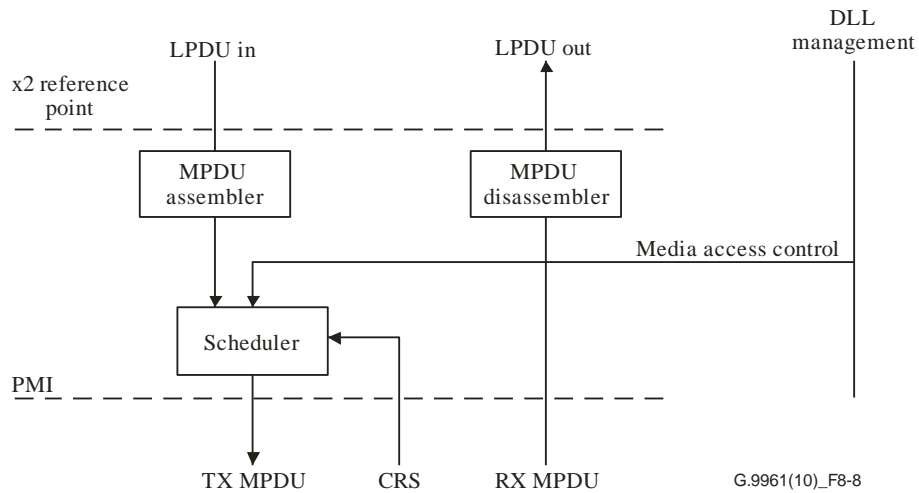 DLL
management
LPDU in
LPDU out
x2 reference
point
MPDU
assembler
MPDU
disassembler
Media access control
Scheduler
PMI
TX MPDU
CRS
RX MPDU
G.9961(10)_F8-8